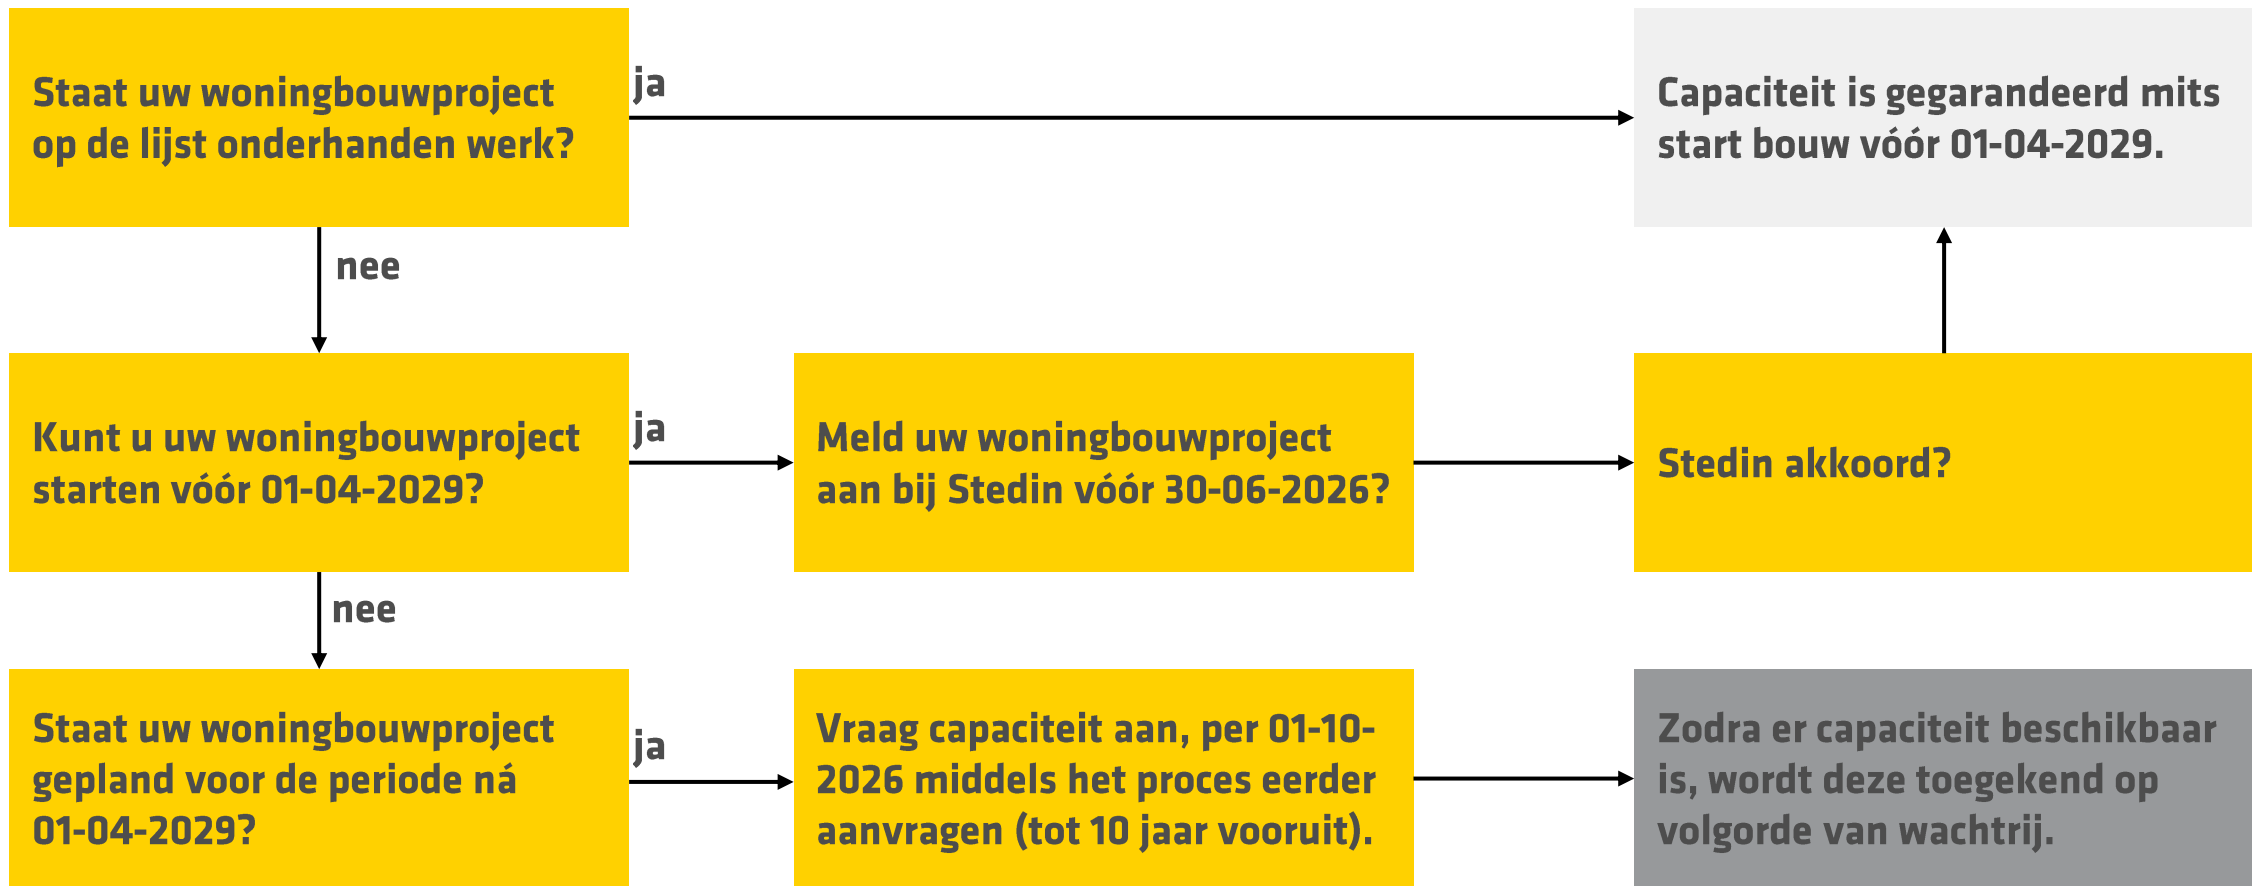 Staat uw woningbouwproject
op de lijst onderhanden werk?
ja
Capaciteit is gegarandeerd mits
start bouw vóór 01-04-2029.
nee
Kunt u uw woningbouwproject
starten vóór 01-04-2029?
ja
Meld uw woningbouwproject
aan bij Stedin vóór 30-06-2026?
Stedin akkoord?
nee
Staat uw woningbouwproject
gepland voor de periode ná
01-04-2029?
ja
Vraag capaciteit aan, per 01-10-
2026 middels het proces eerder
aanvragen (tot 10 jaar vooruit).
Zodra er capaciteit beschikbaar
is, wordt deze toegekend op
volgorde van wachtrij.